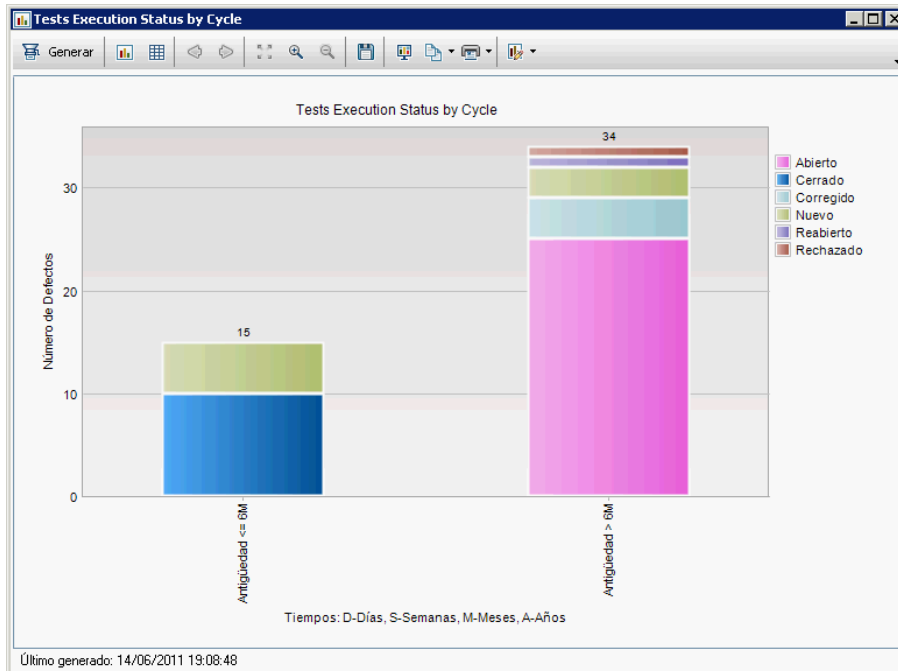 Tests Execution Status by Cycle
Generar
Tests Execution Status by Cycle
34
30
20
10
0
15
Número de Defectos
Abierto
Cerrado
Corregido
Nuevo
Reabierto
Rechazado
Antigüedad <= 6M
Antigüedad > 6M
Tiempos: D-Días, S-Semanas, M-Meses, A-Años
Último generado: 14/06/2011 19:08:48